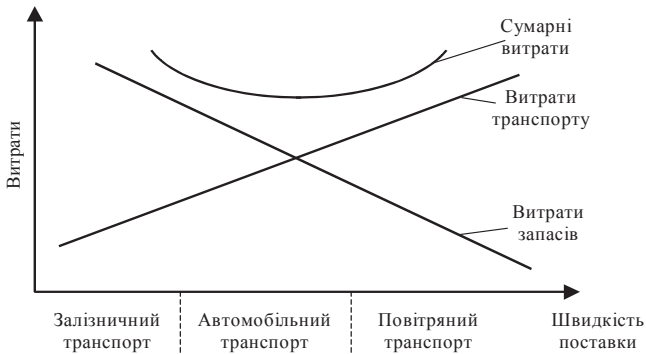 Сумарні
витрати
Витрати
транспорту
Витрати
Витрати
запасів
Залізничний
транспорт
Автомобільний
транспорт
Повітряний
транспорт
Швидкість
поставки